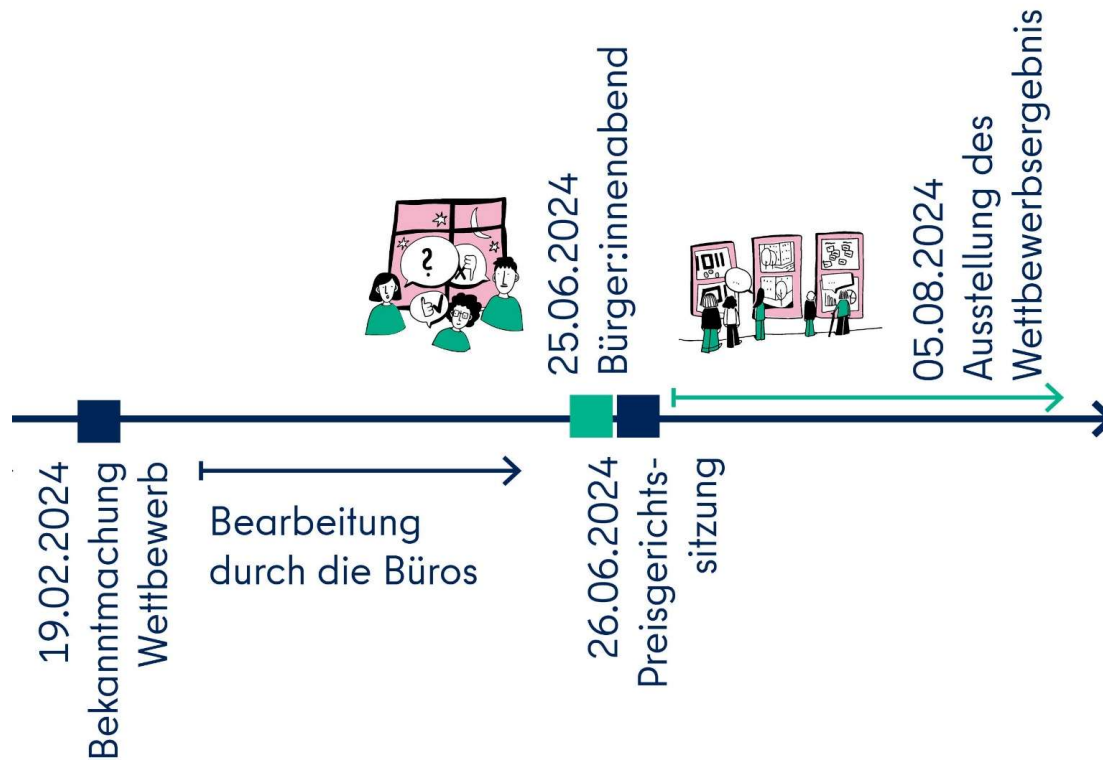 19.02.2024
Bekanntmachung
Wettbewerb
Bearbeitung
durch die Büros
25.06.2024
Bürger:innenabend
?
26.06.2024
Preisgerichts-
sitzung
05.08.2024
Ausstellung des
Wettbewerbsergebnis